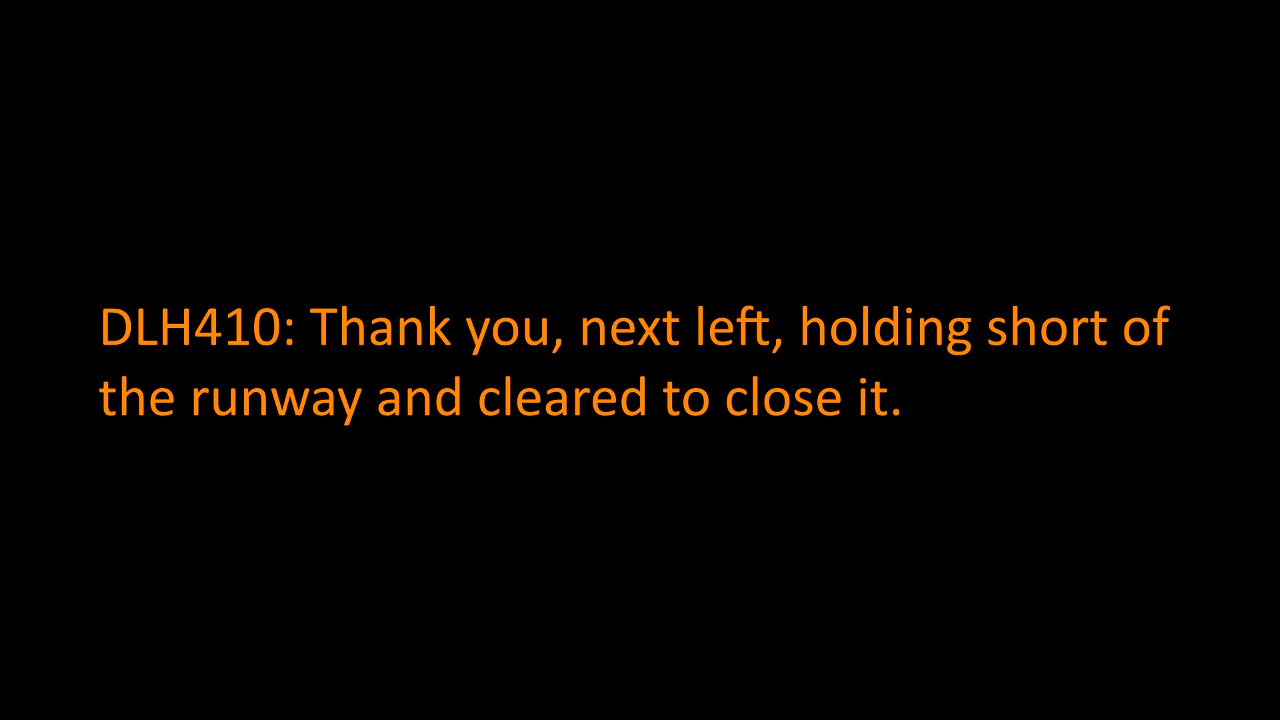 DLH410: Thank you, next left, holding short of
the runway and cleared to close it.